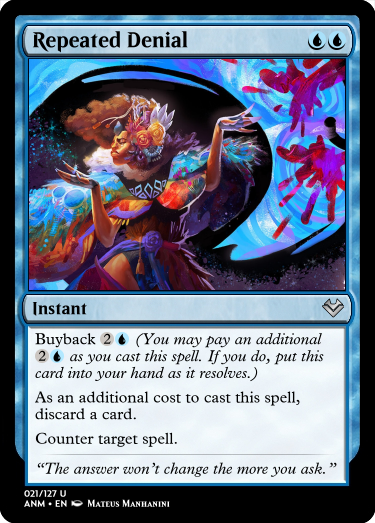 Repeated Denial
Instant
Buyback 2 (You may pay an additional
2 as you cast this spell. If you do, put this
card into your hand as it resolves.)
As an additional cost to cast this spell,
discard a card.
Counter target spell.
“The answer won’t change the more you ask.”
021/127 U
ANM • EN Mateus Manhanini